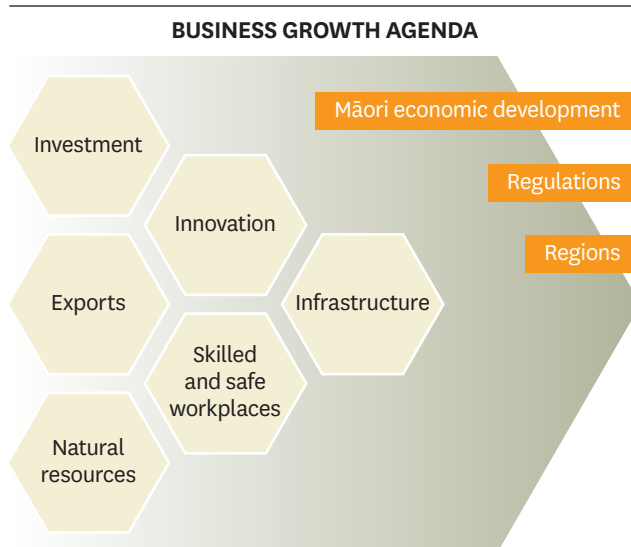 BUSINESS GROWTH AGENDA
Māori economic development
Investment
Regulations
Innovation
Regions
Exports
Infrastructure
Skilled
and safe
workplaces
Natural
resources